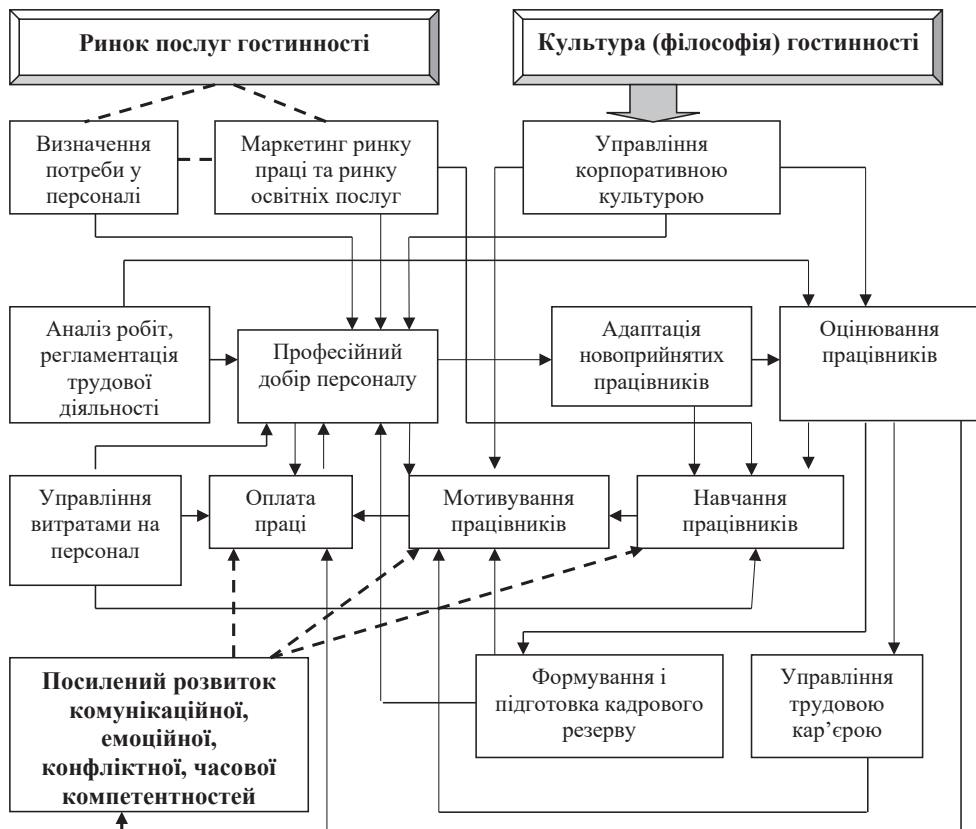 Ринок послуг гостинності
Культура (філософія) гостинності
Визначення
потреби у
персоналі
Маркетинг ринку
праці та ринку
освітніх послуг
Управління
корпоративною
культурою
Аналіз робіт,
регламентація
трудової
діяльності
Професійний
добір персоналу
Адаптація
новоприйнятих
працівників
Оцінювання
працівників
Управління
витратами на
персонал
Оплата
праці
Мотивування
працівників
Навчання
працівників
Посилений розвиток
комунікаційної,
емоційної,
конфліктної, часової
компетентностей
Формування і
підготовка кадрового
резерву
Управління
трудовою
кар’єрою